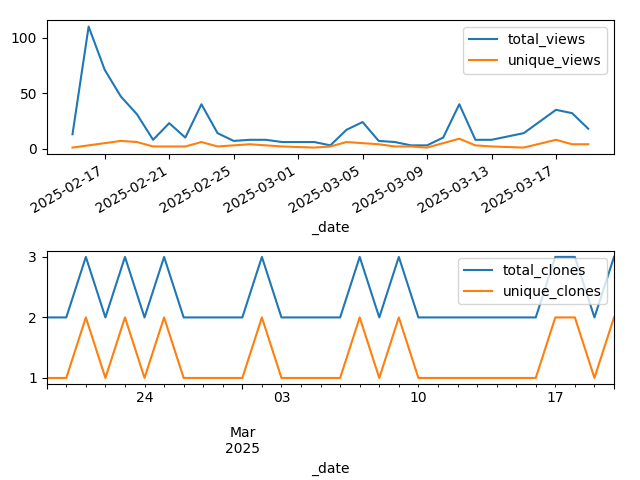 100
50
0
total_views
unique_views
2025-02-17
2025-02-21
2025-02-25
2025-03-01
2025-03-05
2025-03-09
2025-03-13
2025-03-17
_date
3
2
1
total_clones
unique_clones
24
03
10
17
Mar
2025
_date